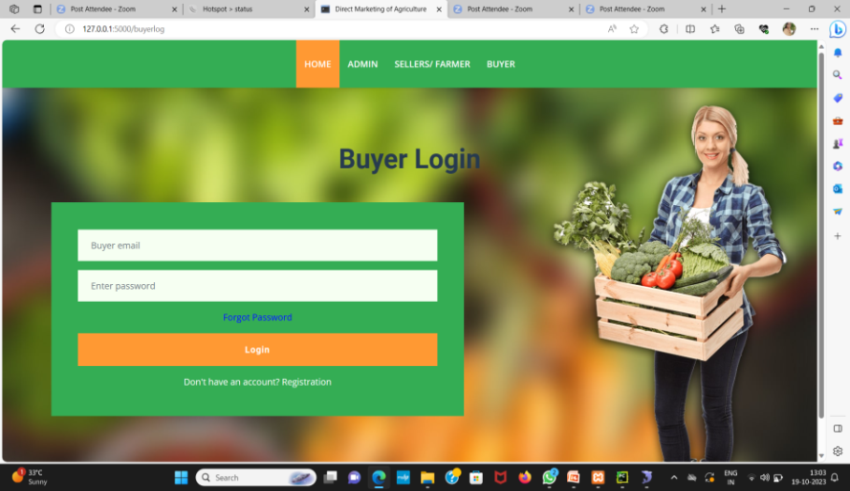 Post Attendee - Zoom
Hotspot > status
Direct Marketing of Agriculture
Post Attendee - Zoom
Post Attendee - Zoom
127.0.0.1:5000/buyerlog
HOME ADMIN SELLERS/ FARMER BUYER
Buyer Login
Buyer email
Enter password
Forgot Password
Login
Don't have an account? Registration
33°C
Sunny
Search
ENG
IN
13:03
19-10-2023